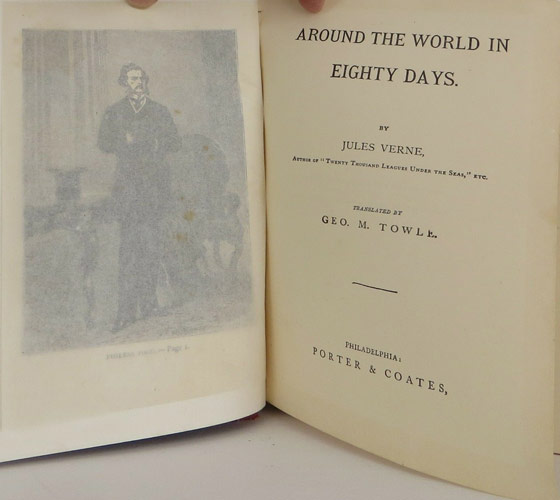 AROUND THE WORLD IN
EIGHTY DAYS.
BY
JULES VERNE,
AUTHOR OF "TWENTY THOUSAND LEAGUES UNDER THE SEAS," ETC.
TRANSLATED BY
GEO. M. TOWLE.
PHILADELPHIA:
PORTER & COATES,